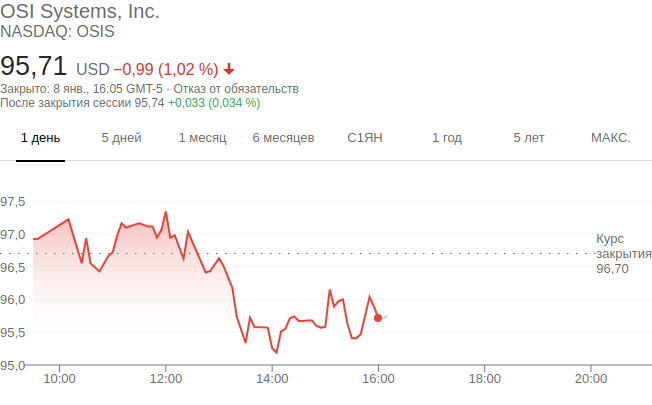 OSI Systems, Inc.
NASDAQ: OSIS
95,71 USD −0,99 (1,02 %)
Закрыто: 8 янв., 16:05 GMT-5 · Отказ от обязательств
После закрытия сессии 95,74 +0,033 (0,034 %)
1 день 5 дней 1 месяц 6 месяцев С1ЯН 1 год 5 лет МАКС.
97,5
97,0
Курс
закрытия
96,70
96,5
96,0
95,5
95,0
10:00 12:00 14:00 16:00 18:00 20:00